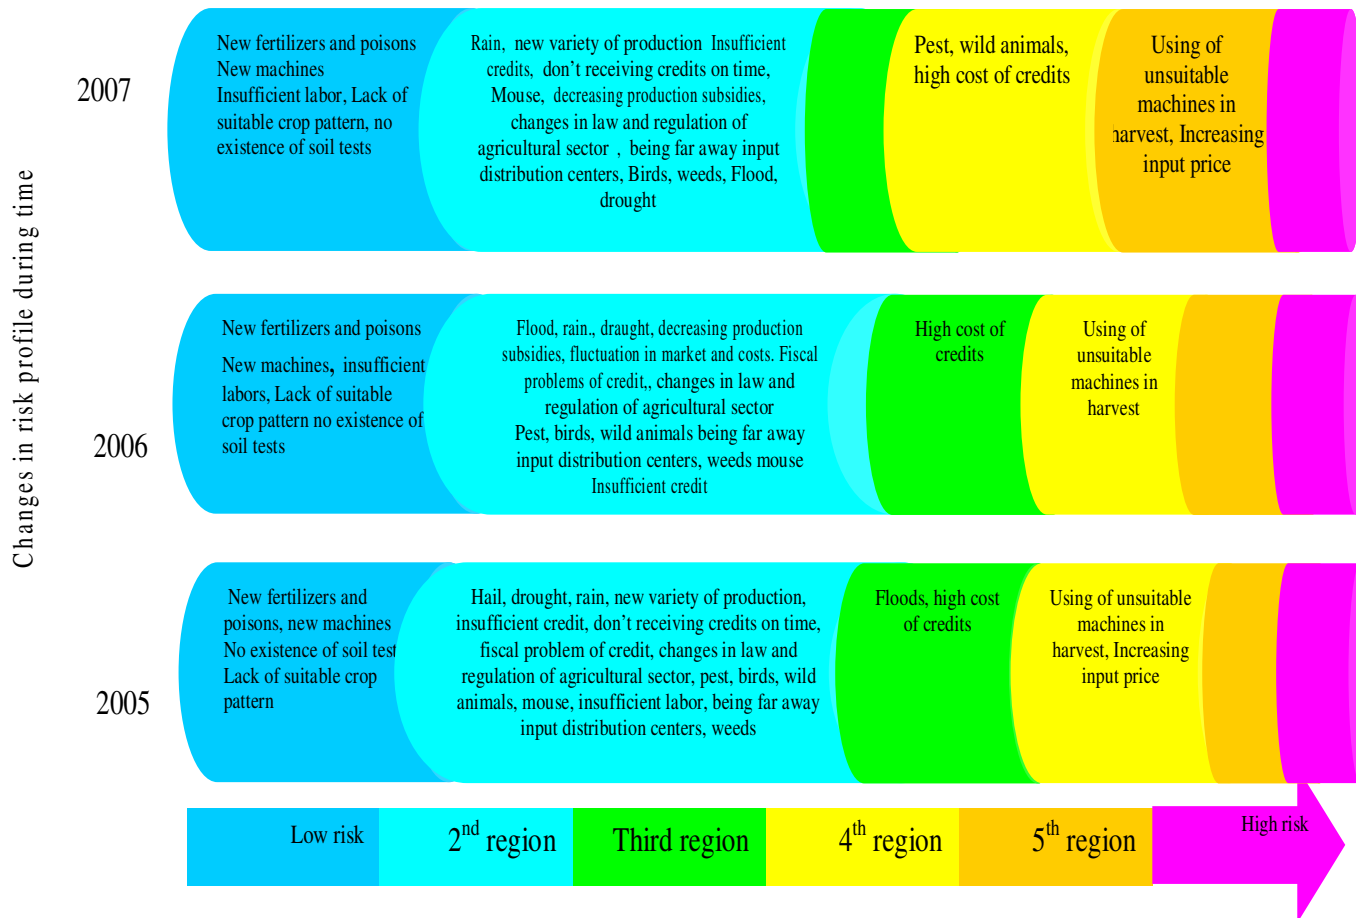 Changes in risk profile during time
2007
New fertilizers and poisons
New machines
Insufficient labor, Lack of
suitable crop pattern, no
existence of soil tests
Rain, new variety of production Insufficient
credits, don't receiving credits on time,
Mouse, decreasing production subsidies,
changes in law and regulation of
agricultural sector , being far away input
distribution centers, Birds, weeds, Flood,
drought
Pest, wild animals,
high cost of credits
Using of
unsuitable
machines in
harvest, Increasing
input price
2006
New fertilizers and poisons
New machines, insufficient
labors, Lack of suitable
crop pattern no existence of
soil tests
Flood, rain., draught, decreasing production
subsidies, fluctuation in market and costs. Fiscal
problems of credit,, changes in law and
regulation of agricultural sector
Pest, birds, wild animals being far away
input distribution centers, weeds mouse
Insufficient credit
High cost of
credits
Using of
unsuitable
machines in
harvest
2005
New fertilizers and
poisons, new machines
No existence of soil test
Lack of suitable crop
pattern
Hail, drought, rain, new variety of production,
insufficient credit, don't receiving credits on time,
fiscal problem of credit, changes in law and
regulation of agricultural sector, pest, birds, wild
animals, mouse, insufficient labor, being far away
input distribution centers, weeds
Floods, high cost
of credits
Using of unsuitable
machines in
harvest, Increasing
input price
Low risk
2nd region
Third region
4th region
5th region
High risk